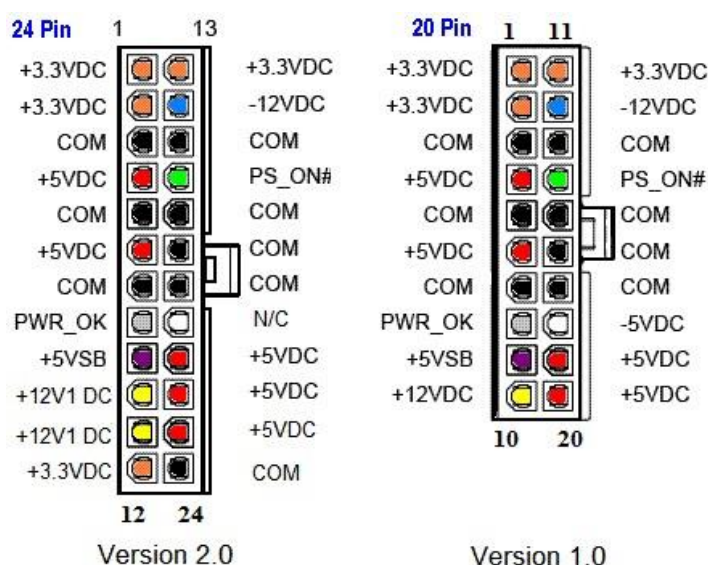 24 Pin 1 13
+3.3VDC +3.3VDC
+3.3VDC -12VDC
COM COM
+5VDC PS_ON#
COM COM
+5VDC COM
COM COM
PWR_OK N/C
+5VSB +5VDC
+12V1 DC +5VDC
+12V1 DC +5VDC
+3.3VDC COM
12 24
Version 2.0
20 Pin 1 11
+3.3VDC +3.3VDC
+3.3VDC -12VDC
COM COM
+5VDC PS_ON#
COM COM
+5VDC COM
COM COM
PWR_OK -5VDC
+5VSB +5VDC
+12VDC +5VDC
10 20
Version 1.0